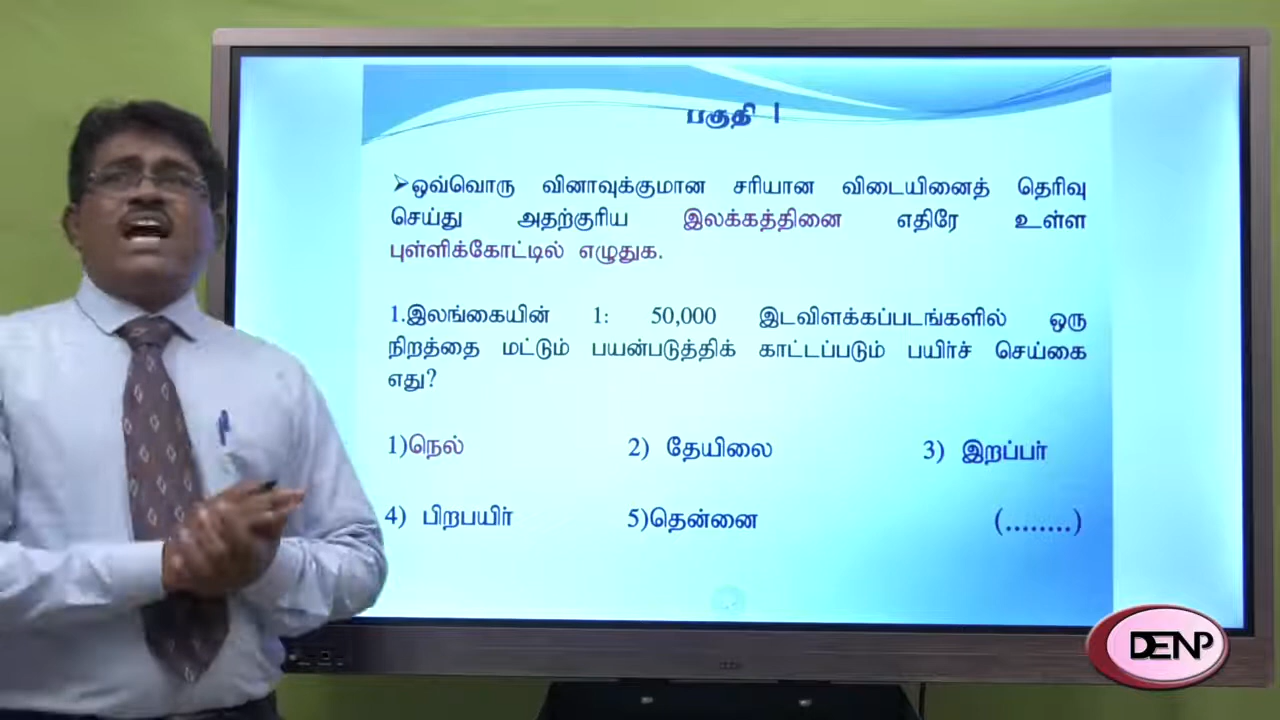 பகுதி I
➤ஒவ்வொரு வினாவுக்குமான சரியான விடையினைத் தெரிவு
செய்து அதற்குரிய இலக்கத்தினை எதிரே உள்ள
புள்ளிக்கோட்டில் எழுதுக.
1.இலங்கையின் 1: 50,000 இடவிளக்கப்படங்களில் ஒரு
நிறத்தை மட்டும் பயன்படுத்திக் காட்டப்படும் பயிர்ச் செய்கை
எது?
1)நெல் 2) தேயிலை 3) இறப்பர்
4) பிறபயிர் 5)தென்னை (........)
DENP